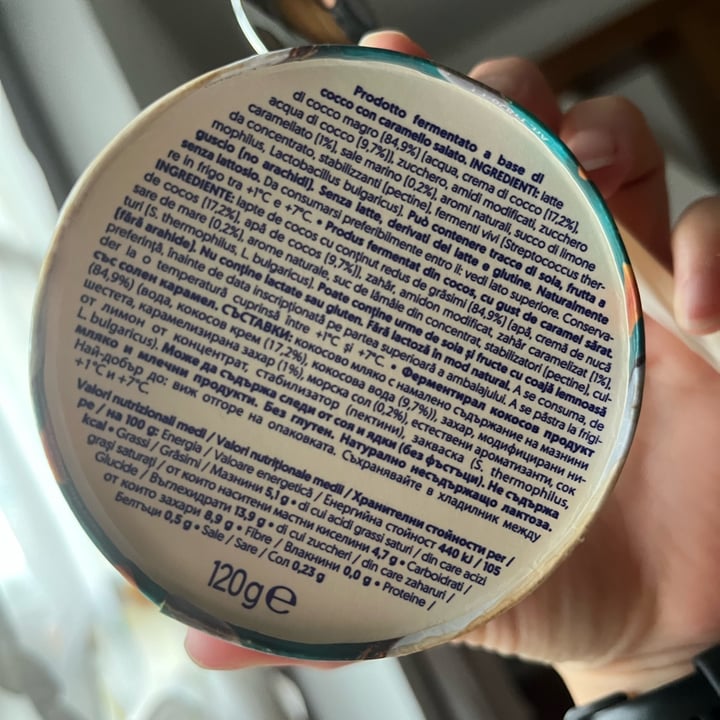 Prodotto fermentato a base di
cocco con caramello salato. INGREDIENTI: latte
di cocco magro [84,9%] [acqua, crema di cocco [17,2%],
acqua di cocco [9,7%]], zucchero, amidi modificati, zucchero
caramellato [1%], sale marino [0,2%], aromi naturali, succo di limone
da concentrato, stabilizzanti [pectine], fermenti vivi [Streptococcus ther-
mophilus, Lactobacillus bulgaricus]. Può contenere tracce di soia, frutta a
guscio [no arachidi]. Senza latte, derivati del latte e glutine. Naturalmente
senza lattosio. Da consumarsi preferibilmente entro il: vedi lato superiore. Conserva-
re in frigo tra +1°C e +7°C. • Produs fermentat din cocos, cu gust de caramel sărat.
INGREDIENTE: lapte de cocos cu conținut redus de grăsimi [84,9%] [apă, cremă de nucă
de cocos [17,2%], apă de cocos [9,7%]], zahăr, amidon modificat, zahăr caramelizat [1%],
sare de mare [0,2%], arome naturale, suc de lămâie din concentrat, stabilizatori [pectine], cul-
turi [S. thermophilus, L. bulgaricus]. Poate conține urme de soia și fructe cu coajă lemnoasă
[fără arahide]. Nu conține lactate sau gluten. Fără lactoză în mod natural. A se consuma, de
preferință, înainte de data inscripționată pe partea superioară a ambalajului. A se păstra la frigi-
der la o temperatură cuprinsă între +1°C și +7°C. • Ферментирал кокосов продукт
със солен карамел. СЪСТАВКИ: кокосово мляко с намалено съдържание на мазнини
(84,9%) (вода, кокосов крем (17,2%), кокосова вода (9,7%)), захар, модифицирани ни-
шестета, карамелизирана захар (1%), морска сол (0,2%), естествени ароматизанти, сок
от лимон от концентрат, стабилизатор (пектини), закваска (S. thermophilus,
L. bulgaricus). Може да съдържа следи от соя и ядки (без фъстъци). Не съдържа
мляко и млечни продукти. Без глутен. Натурално несъдържащо лактоза.
Най-добър до: виж отгоре на опаковката. Съхранявайте в хладилник между
+1°C и +7°C.
Valori nutrizionali medi / Valori nutriționale medii / Хранителни стойности per /
pe / на 100 g: Energia / Valoare energetică / Енергийна стойност 440 kJ / 105
kcal • Grassi / Grăsimi / Мазнини 5,1 g • di cui acidi grassi saturi / din care acizi
grași saturați / от които наситени мастни киселини 4,7 g • Carboidrati /
Glucide / Въглехидрати 13,9 g • di cui zuccheri / din care zaharuri /
от които захари 8,9 g • Fibre / Влакнини 0,0 g • Proteine /
Белтъци 0,5 g • Sale / Sare / Сол 0,23 g
120g℮